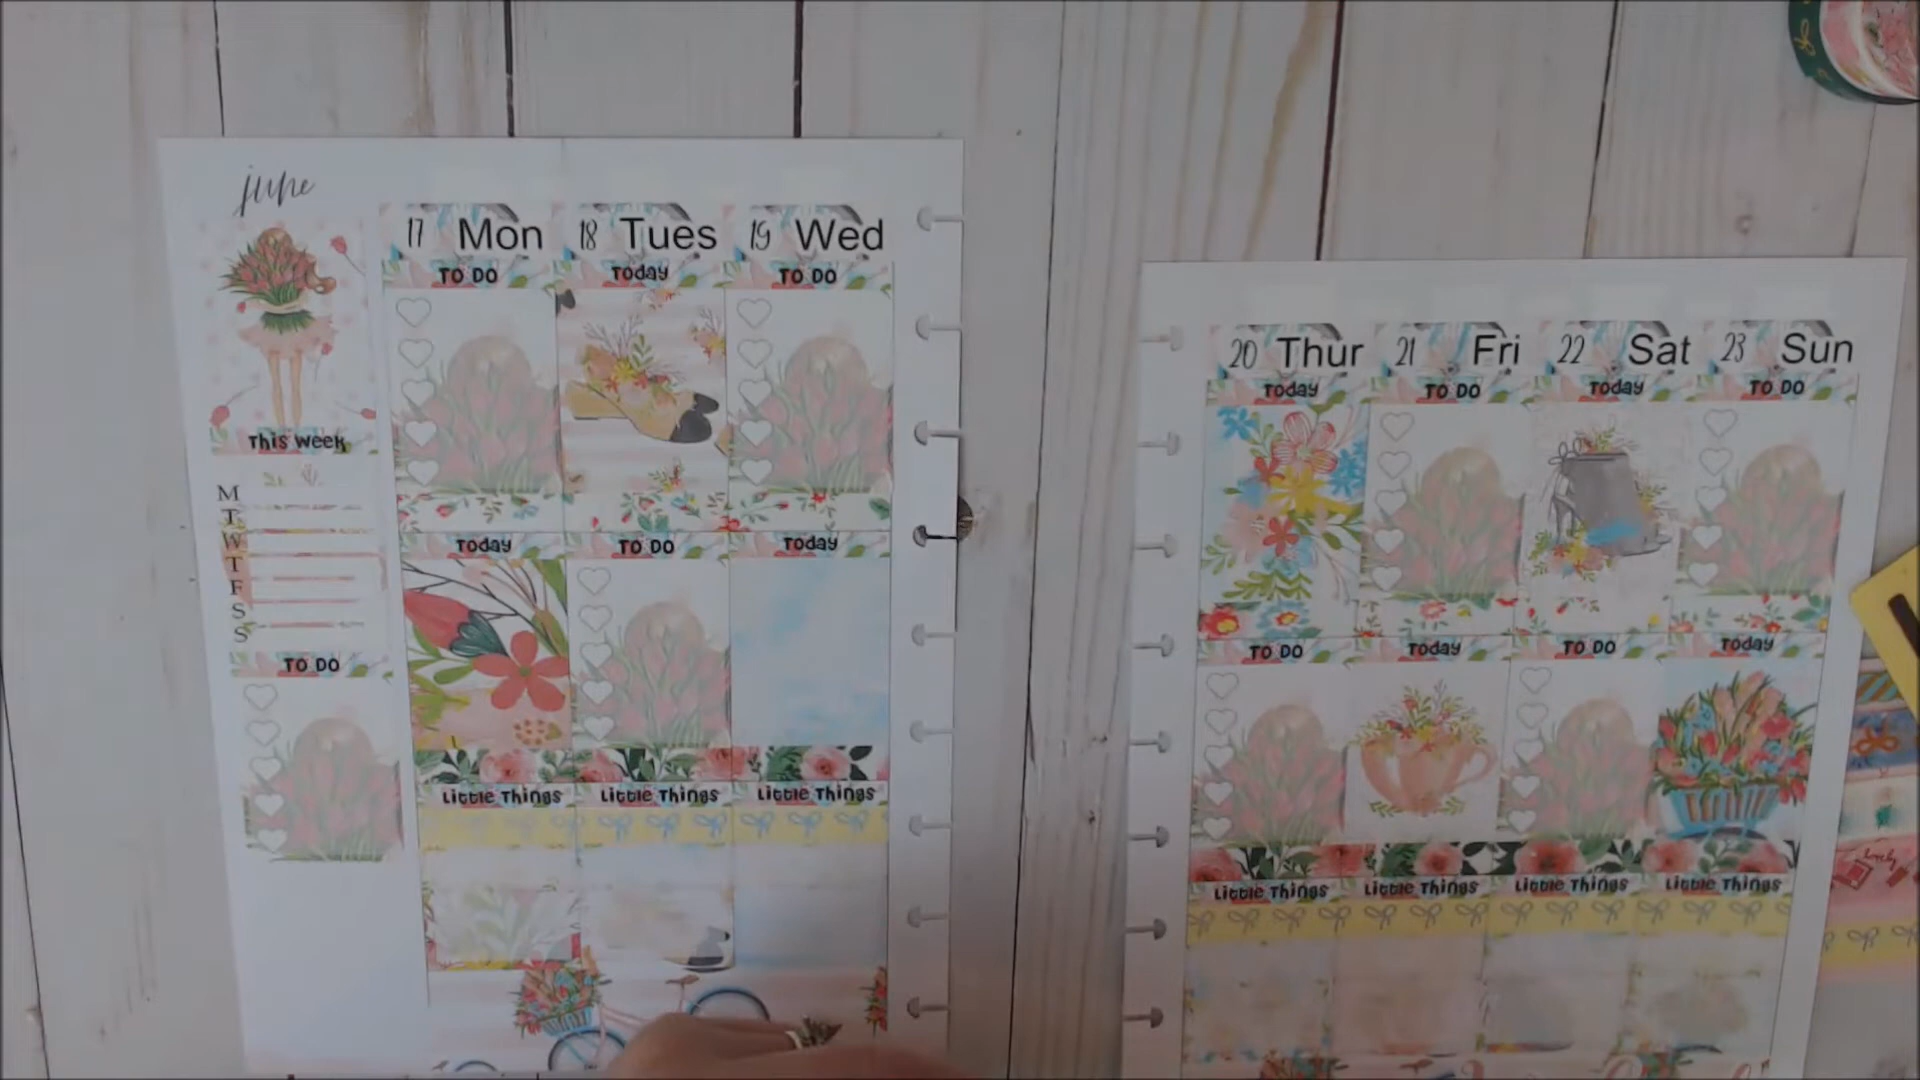 june
17 Mon 18 Tues 19 Wed
TO DO Today TO DO
This Week
M
T
W
T
F
S
S
TO DO
Today TO DO Today
Little Things Little Things Little Things
20 Thur 21 Fri 22 Sat 23 Sun
Today TO DO Today TO DO
TO DO Today TO DO Today
Little Things Little Things Little Things Little Things
lovely